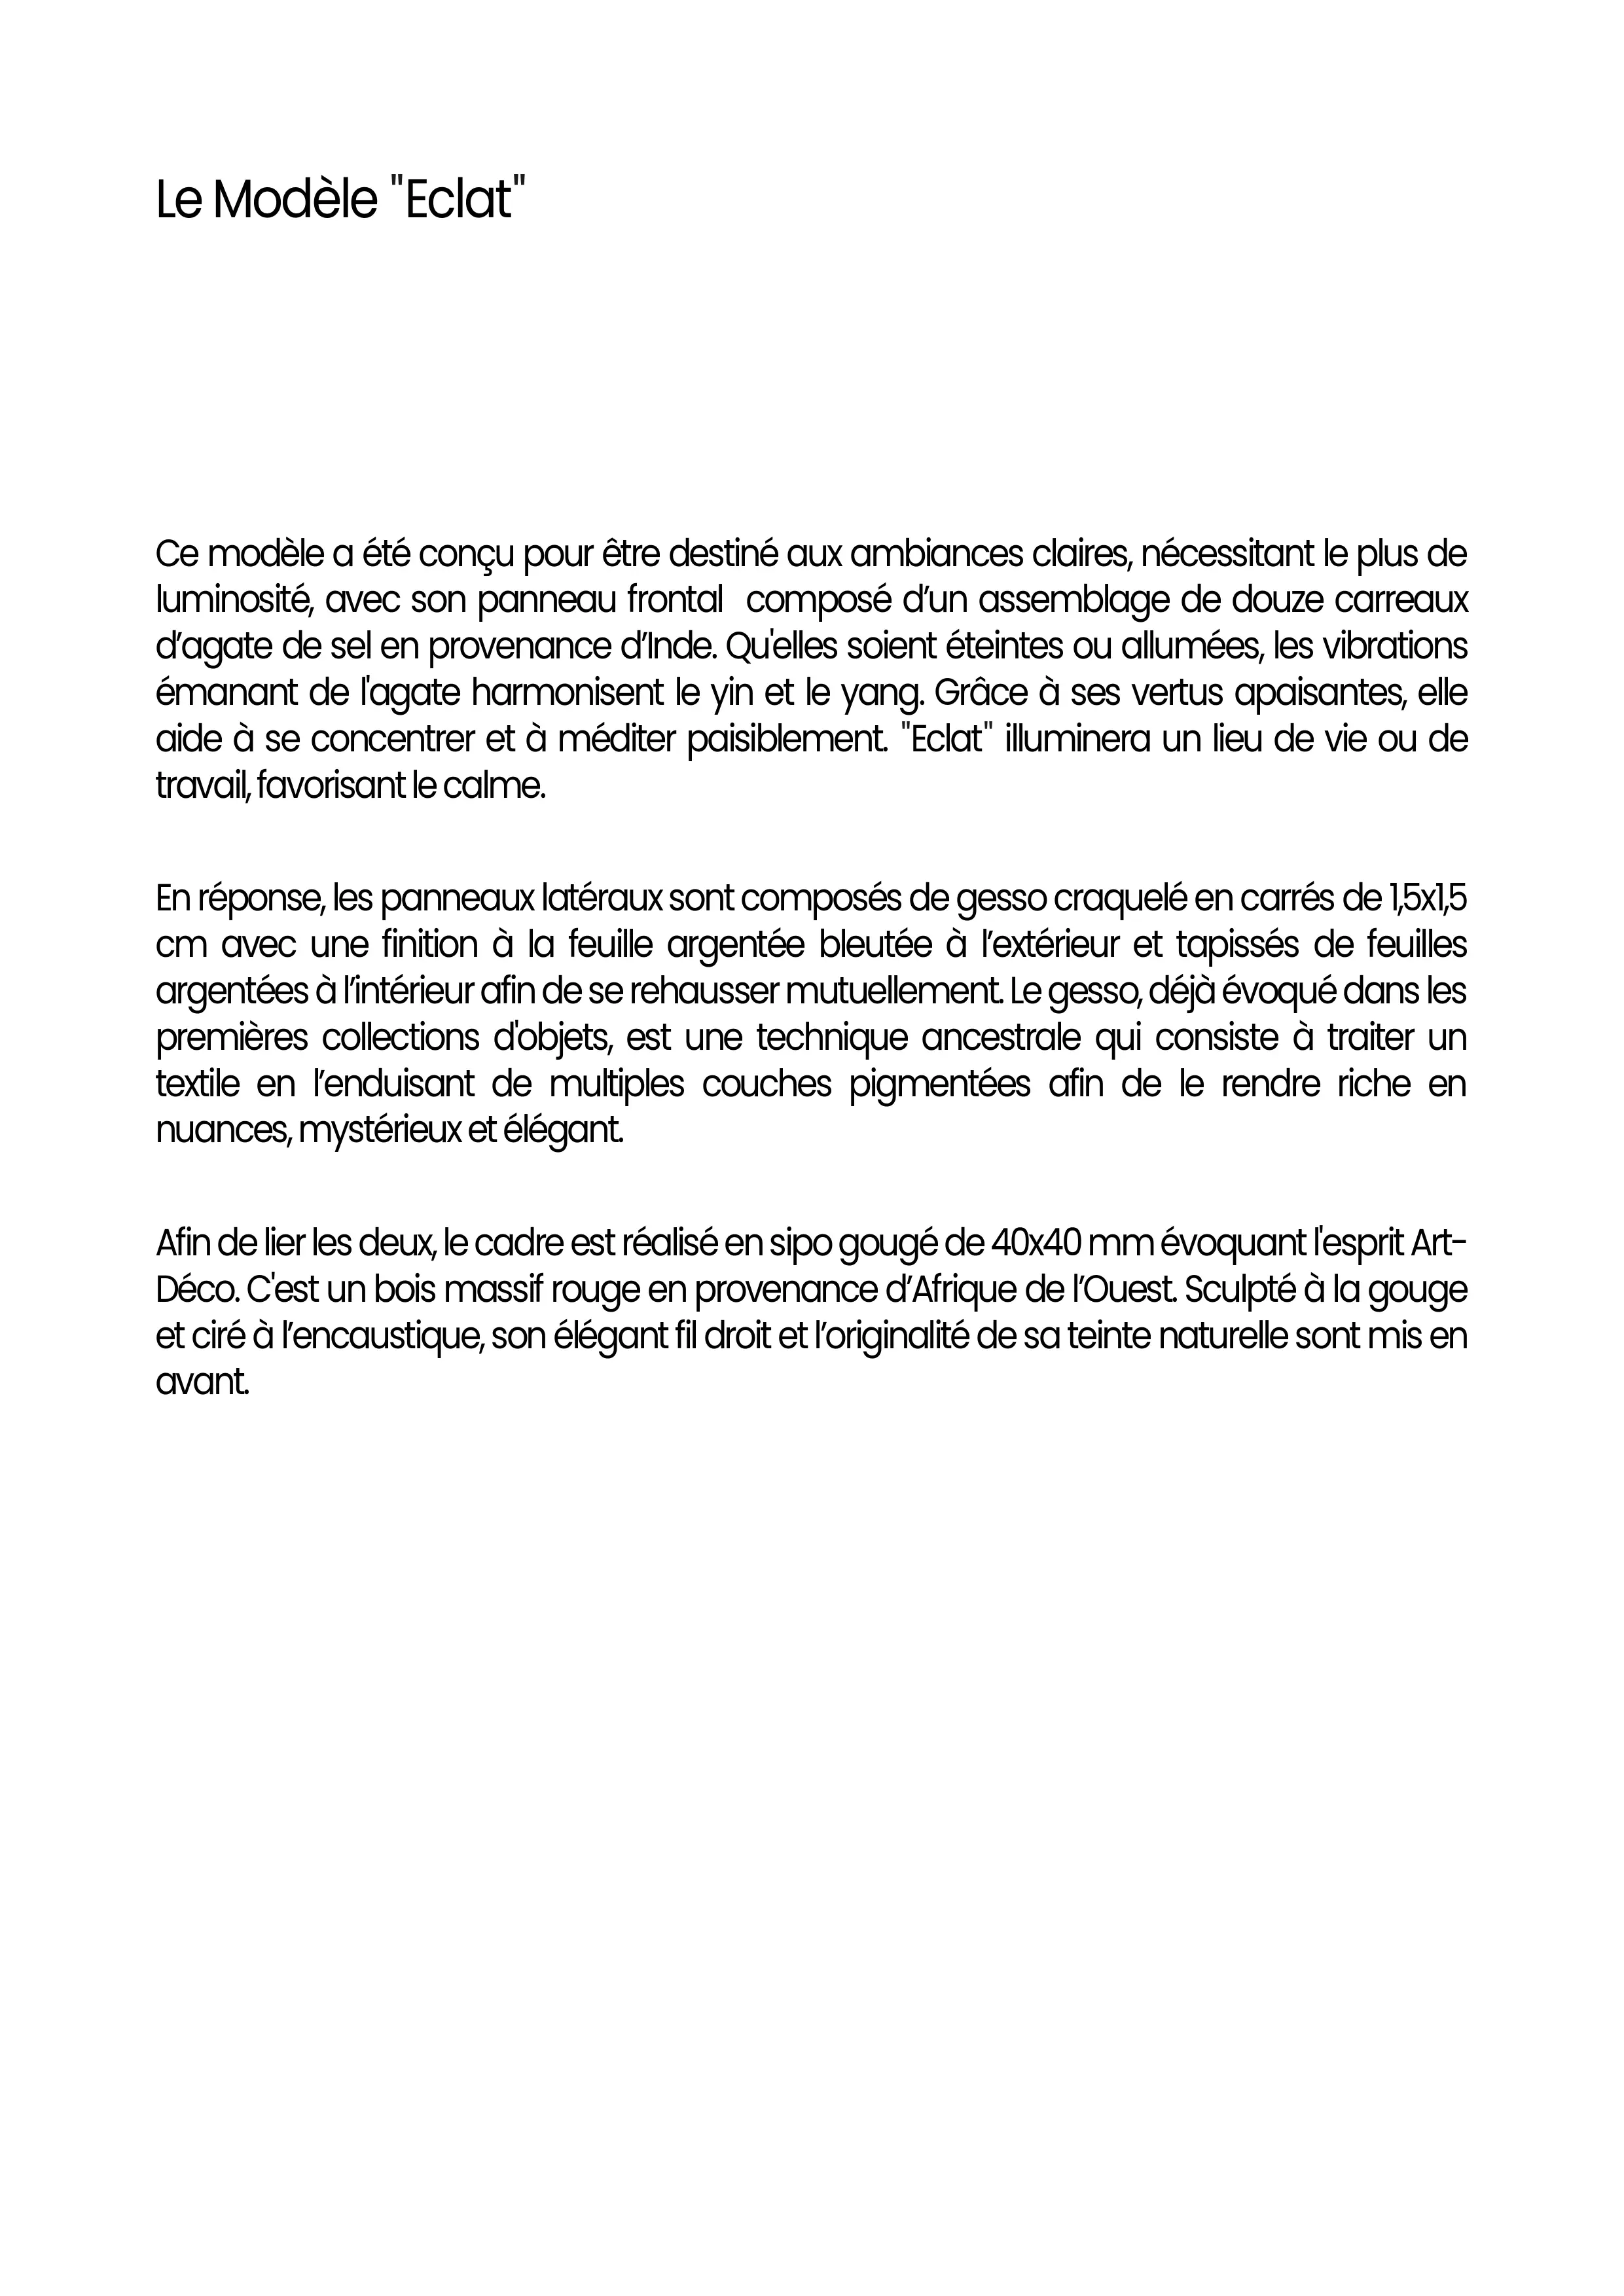 Le Modèle "Eclat"
Ce modèle a été conçu pour être destiné aux ambiances claires, nécessitant le plus de
luminosité, avec son panneau frontal  composé d’un assemblage de douze carreaux
d’agate de sel en provenance d’Inde. Qu'elles soient éteintes ou allumées, les vibrations
émanant de l'agate harmonisent le yin et le yang. Grâce à ses vertus apaisantes, elle
aide à se concentrer et à méditer paisiblement. "Eclat" illuminera un lieu de vie ou de
travail, favorisant le calme.
En réponse, les panneaux latéraux sont composés de gesso craquelé en carrés de 1,5x1,5
cm avec une finition à la feuille argentée bleutée à l’extérieur et tapissés de feuilles
argentées à l’intérieur afin de se rehausser mutuellement. Le gesso, déjà évoqué dans les
premières collections d'objets, est une technique ancestrale qui consiste à traiter un
textile en l’enduisant de multiples couches pigmentées afin de le rendre riche en
nuances, mystérieux et élégant.
Afin de lier les deux, le cadre est réalisé en sipo gougé de 40x40 mm évoquant l'esprit Art-
Déco. C'est un bois massif rouge en provenance d’Afrique de l’Ouest. Sculpté à la gouge
et ciré à l’encaustique, son élégant fil droit et l’originalité de sa teinte naturelle sont mis en
avant.